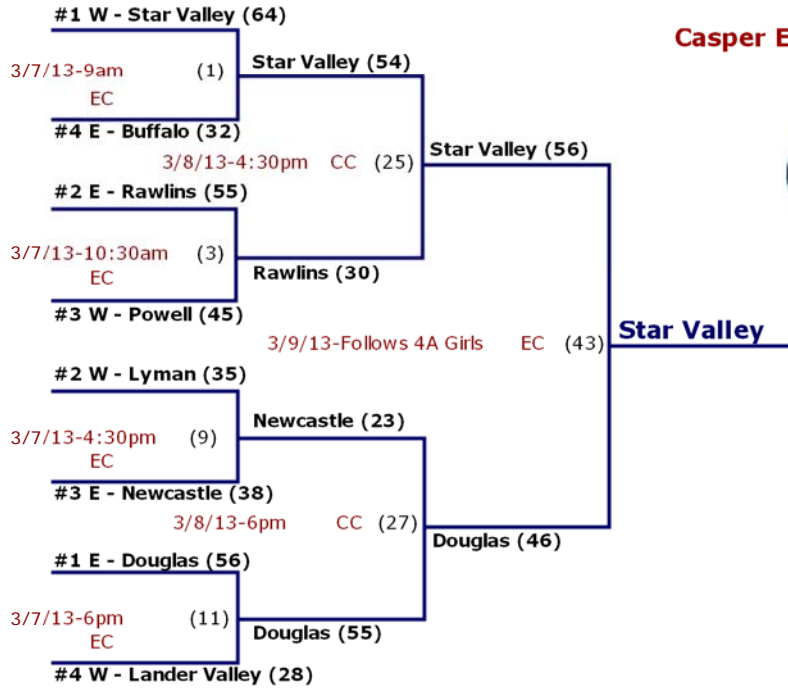 #1 W - Star Valley (64)
Casper E
3/7/13-9am (1)
Star Valley (54)
EC
#4 E - Buffalo (32)
Star Valley (56)
3/8/13-4:30pm CC (25)
#2 E - Rawlins (55)
3/7/13-10:30am (3)
EC
Rawlins (30)
#3 W - Powell (45)
3/9/13-Follows 4A Girls EC (43)
Star Valley
#2 W - Lyman (35)
Newcastle (23)
3/7/13-4:30pm (9)
EC
#3 E - Newcastle (38)
3/8/13-6pm CC (27)
Douglas (46)
#1 E - Douglas (56)
3/7/13-6pm (11)
EC
Douglas (55)
#4 W - Lander Valley (28)